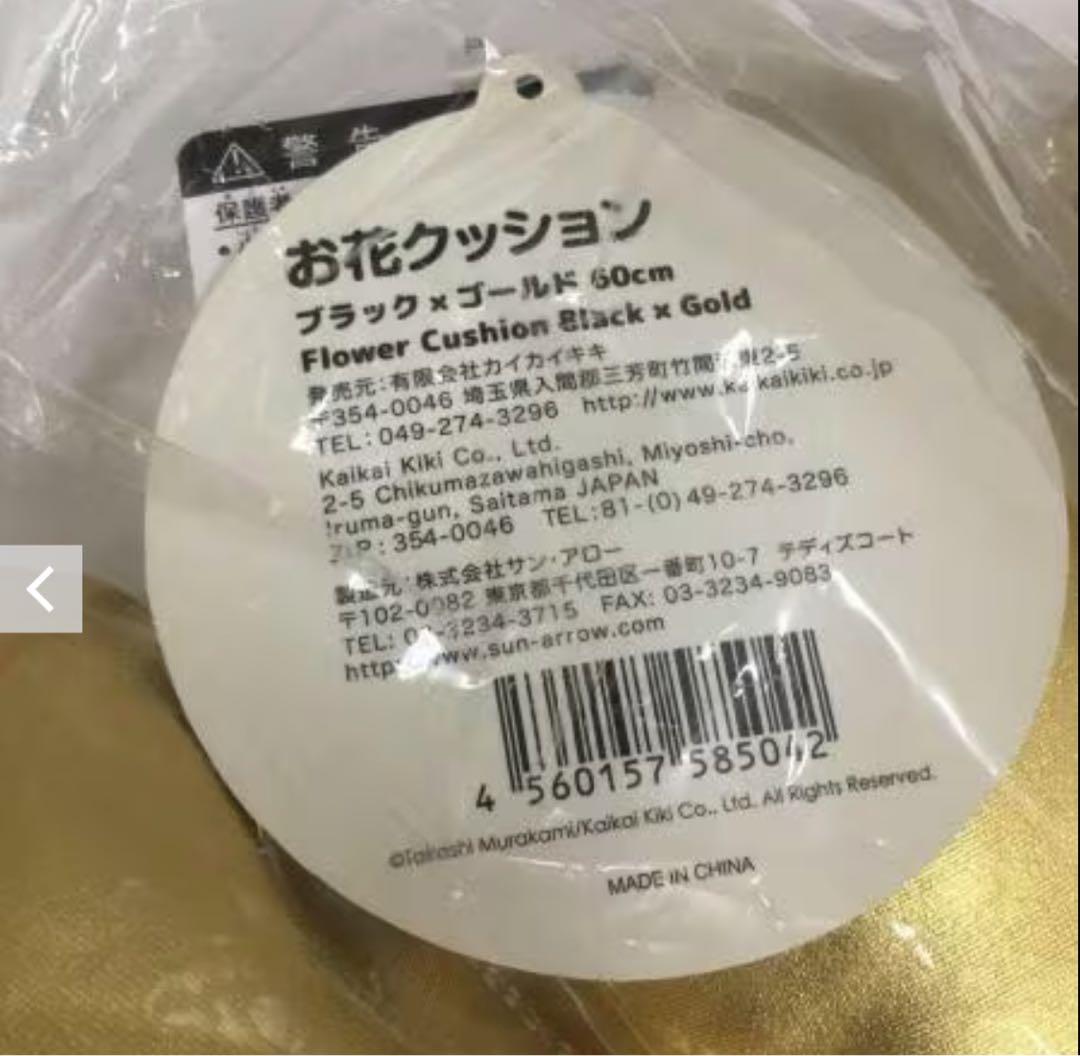 警告
保護者
お花クッション
ブラック×ゴールド 60cm
Flower Cushion Black x Gold
発売元:有限会社カイカイキキ
〒354-0046 埼玉県入間郡三芳町竹間 東2-5
TEL:049-274-3296 http://www.kaikaikiki.co.jp
Kaikai Kiki Co., Ltd.
2-5 Chikumazawahigashi, Miyoshi-cho,
Iruma-gun, Saitama JAPAN
ZIP: 354-0046 TEL:81-(0)49-274-3296
製造元:株式会社サン・アロー
〒102-0082 東京都千代田区一番町10-7 テディズコート
TEL: 03-3234-3715 FAX: 03-3234-9083
http://www.sun-arrow.com
4 560157 585042
©Takashi Murakami/Kaikai Kiki Co., Ltd. All Rights Reserved.
MADE IN CHINA